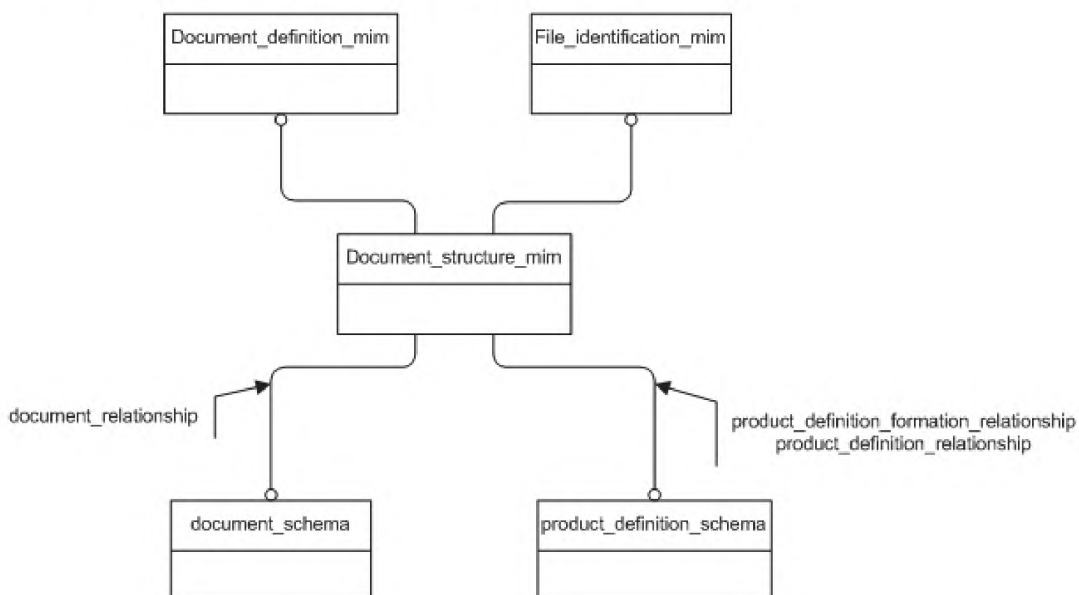 Document_definition_mim
File_identification_mim
Document_structure_mim
document_relationship
product_definition_formation_relationship
product_definition_relationship
document_schema
product_definition_schema